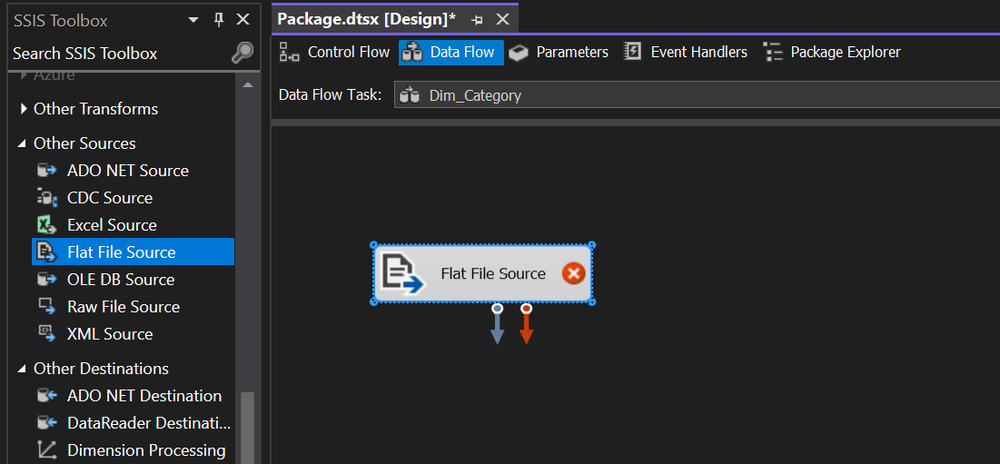 SSIS Toolbox
Search SSIS Toolbox
Azure
Other Transforms
Other Sources
ADO NET Source
CDC Source
Excel Source
Flat File Source
OLE DB Source
Raw File Source
XML Source
Other Destinations
ADO NET Destination
DataReader Destinati...
Dimension Processing
Package.dtsx [Design]*
Control Flow Data Flow Parameters Event Handlers Package Explorer
Data Flow Task: Dim_Category
Flat File Source